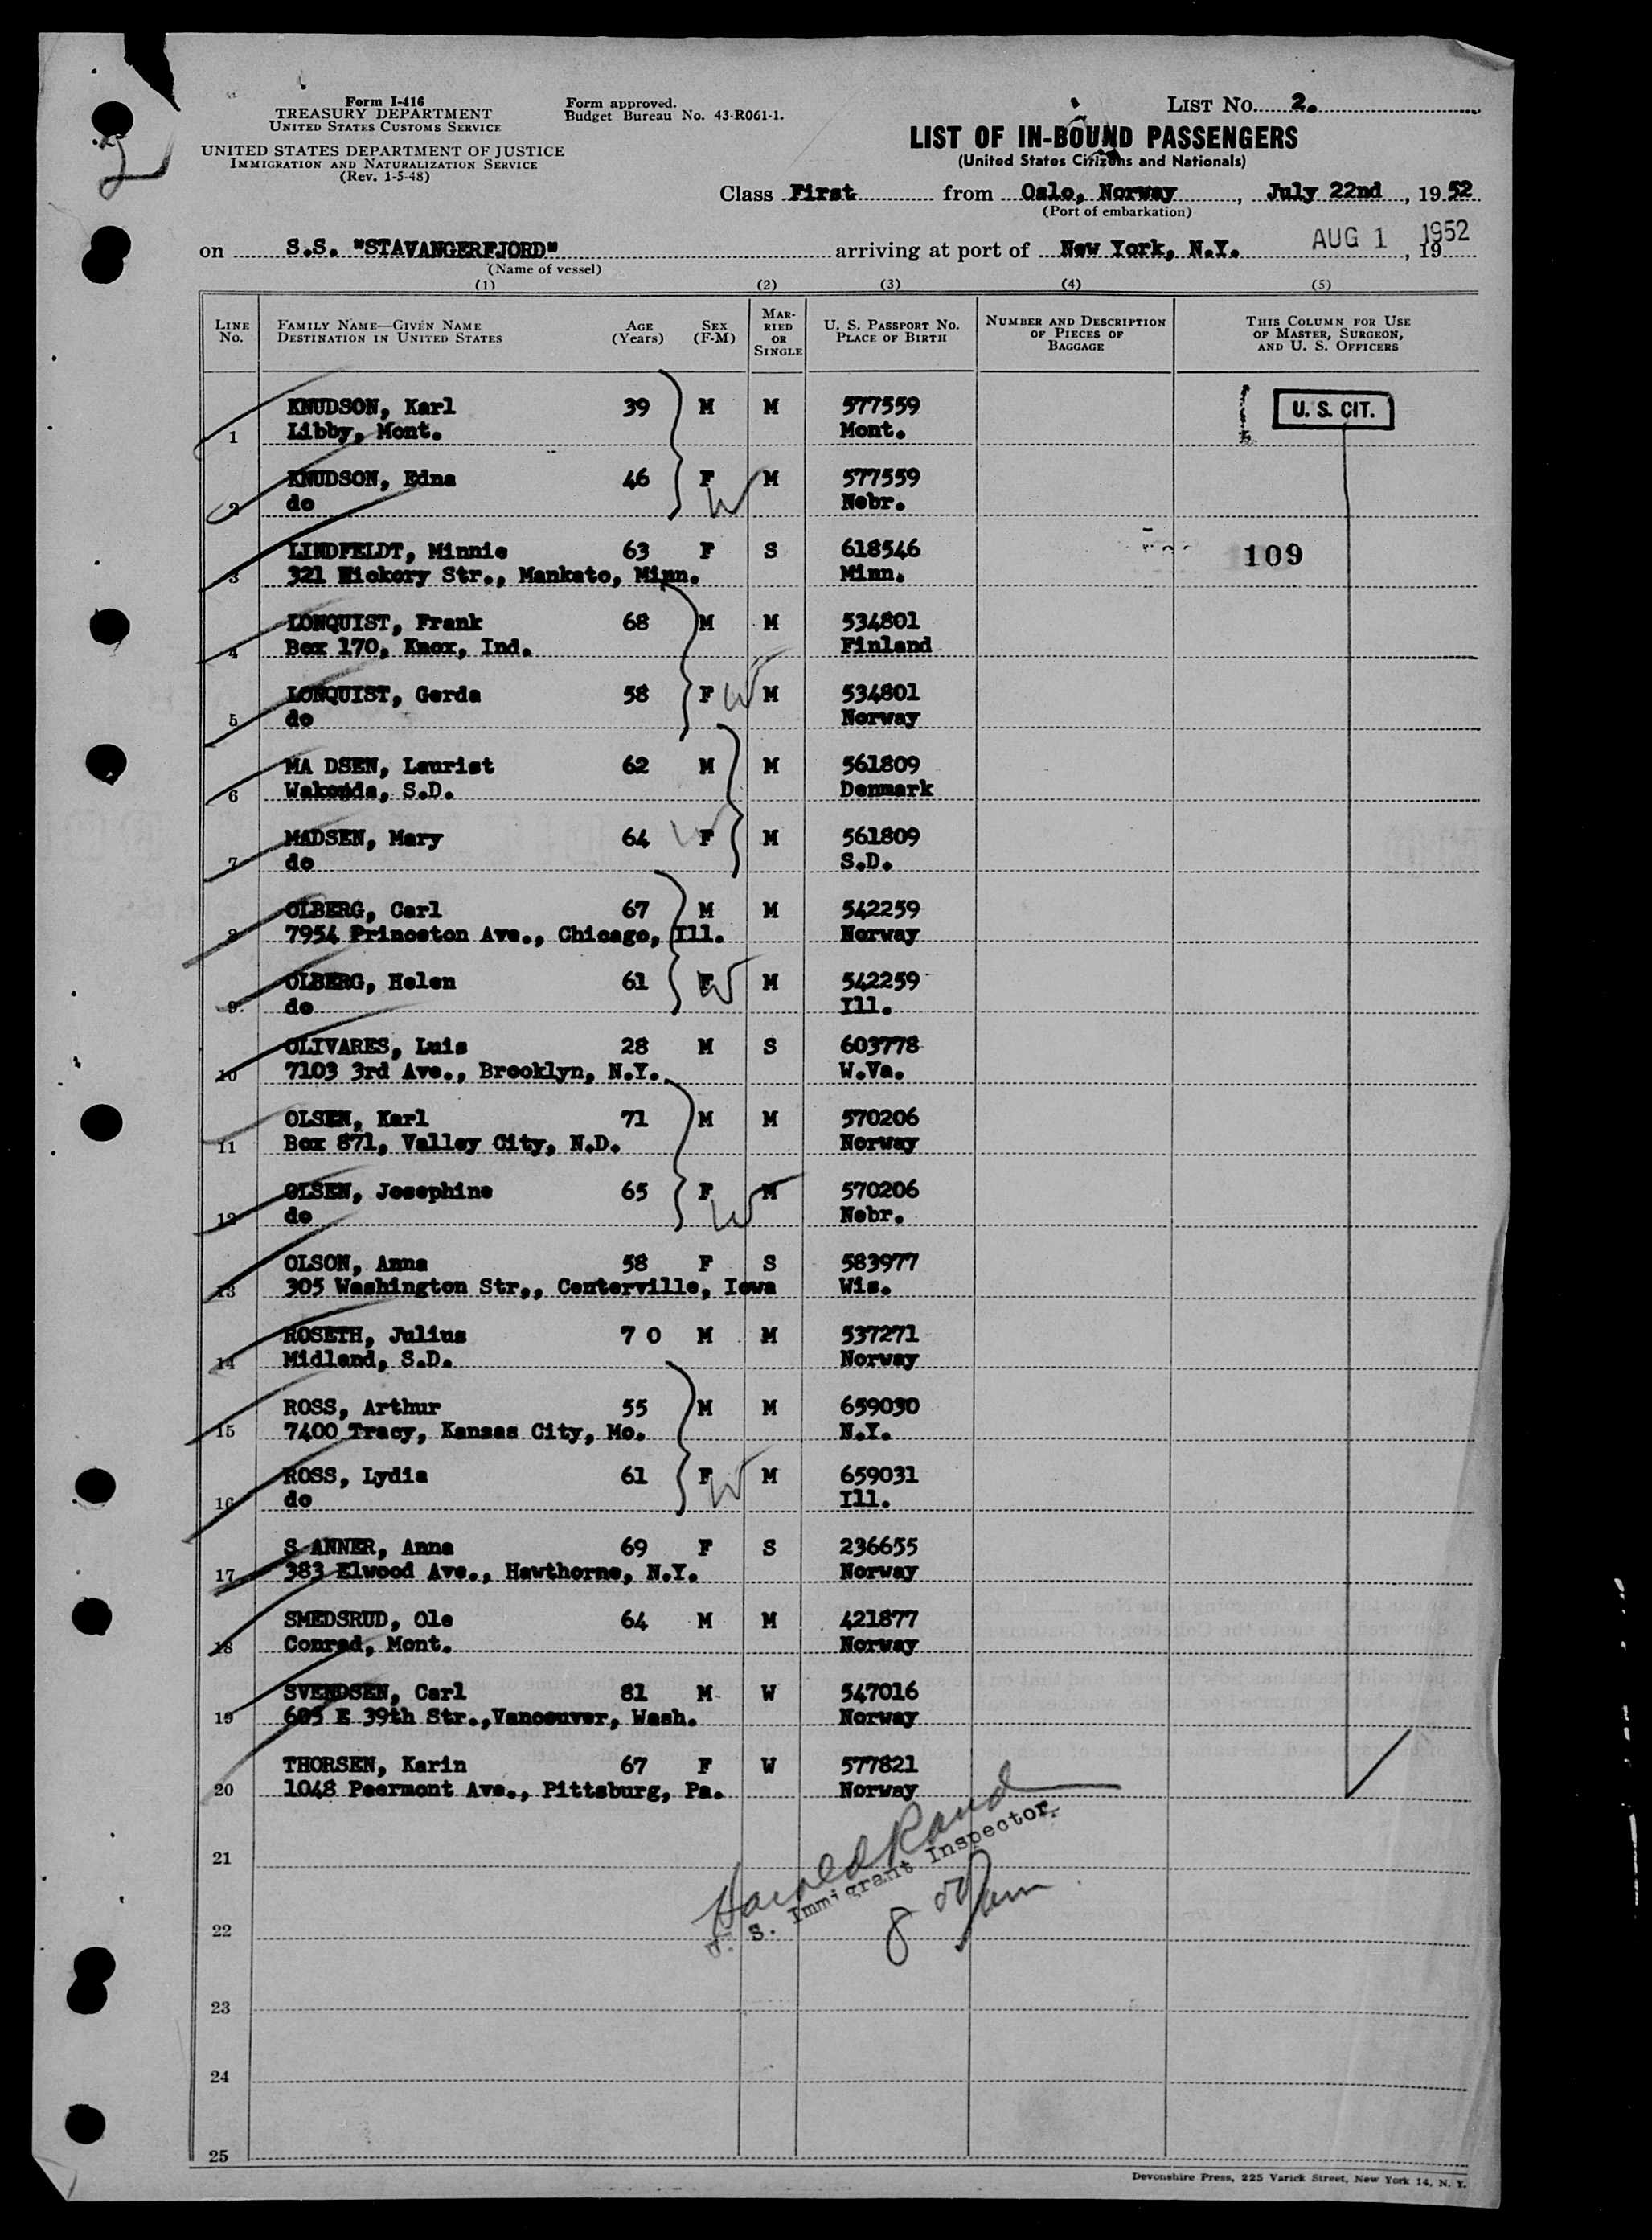 Form I-416
TREASURY DEPARTMENT
UNITED STATES CUSTOMS SERVICE
UNITED STATES DEPARTMENT OF JUSTICE
IMMIGRATION AND NATURALIZATION SERVICE
(Rev. 1-5-48)
Form approved.
Budget Bureau No. 43-R061-1.
LIST NO. 2.
LIST OF IN-BOUND PASSENGERS
(United States Citizens and Nationals)
Class First from Oslo, Norway, July 22nd, 1952
(Port of embarkation)
on S.S. "STAVANGERFJORD" arriving at port of New York, N.Y. AUG 1 1952, 19
(Name of vessel)
(1) (2) (3) (4) (5)
LINE No. FAMILY NAME—GIVEN NAME DESTINATION IN UNITED STATES AGE (Years) SEX (F-M) MARRIED OR SINGLE U. S. PASSPORT NO. PLACE OF BIRTH NUMBER AND DESCRIPTION OF PIECES OF BAGGAGE THIS COLUMN FOR USE OF MASTER, SURGEON, AND U. S. OFFICERS
KNUDSON, Karl 39 M M 577559 U. S. CIT.
1 Libby, Mont. Mont.
KNUDSON, Edna 46 F M 577559
2 do Nebr.
LINDFELDT, Minnie 63 F S 618546 109
3 321 Hickory Str., Mankato, Minn. Minn.
LONQUIST, Frank 68 M M 534801
4 Box 170, Knox, Ind. Finland
LONQUIST, Gerda 58 F M 534801
5 do Norway
MA DSEN, Laurist 62 M M 561809
6 Wakonda, S.D. Denmark
MADSEN, Mary 64 F M 561809
7 do S.D.
OLBERG, Carl 67 M M 542259
8 7954 Princeton Ave., Chicago, Ill. Norway
OLBERG, Helen 61 F M 542259
9 do Ill.
OLIVARES, Luis 28 M S 603778
10 7103 3rd Ave., Brooklyn, N.Y. W.Va.
OLSEN, Karl 71 M M 570206
11 Box 871, Valley City, N.D. Norway
OLSEN, Josephine 65 F M 570206
12 do Nebr.
OLSON, Anna 58 F S 583977
13 305 Washington Str,, Centerville, Iowa Wis.
ROSETH, Julius 7 0 M M 537271
14 Midland, S.D. Norway
ROSS, Arthur 55 M M 659030
15 7400 Tracy, Kansas City, Mo. N.Y.
ROSS, Lydia 61 F M 659031
16 do Ill.
S ANNER, Anna 69 F S 236655
17 383 Elwood Ave., Hawthorne, N.Y. Norway
SMEDSRUD, Ole 64 M M 421877
18 Conrad, Mont. Norway
SVENDSEN, Carl 81 M W 547016
19 605 E 39th Str.,Vancouver, Wash. Norway
THORSEN, Karin 67 F W 577821
20 1048 Peermont Ave., Pittsburg, Pa. Norway
21
Harold Rand
U. S. Immigrant Inspector.
22
23
24
25
Devonshire Press, 225 Varick Street, New York 14, N. Y.